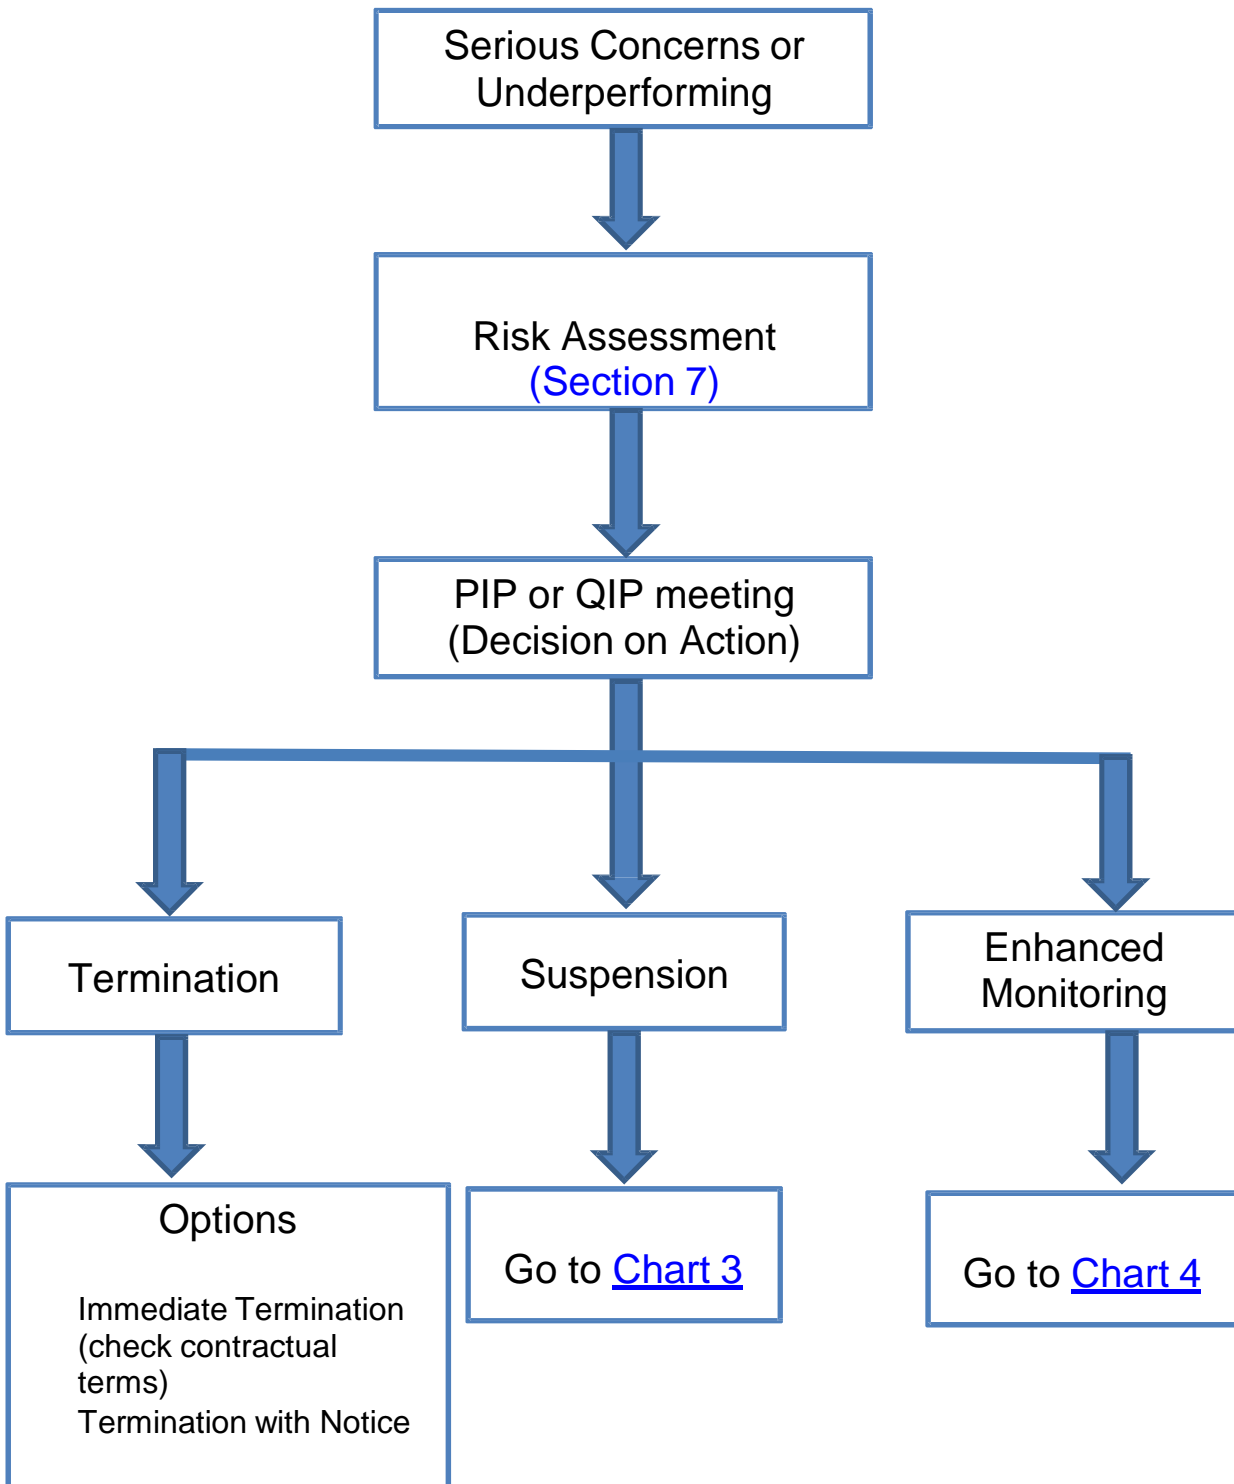 Serious Concerns or
Underperforming
Risk Assessment
(Section 7)
PIP or QIP meeting
(Decision on Action)
Termination
Suspension
Enhanced
Monitoring
Options
Immediate Termination
(check contractual
terms)
Termination with Notice
Go to Chart 3
Go to Chart 4